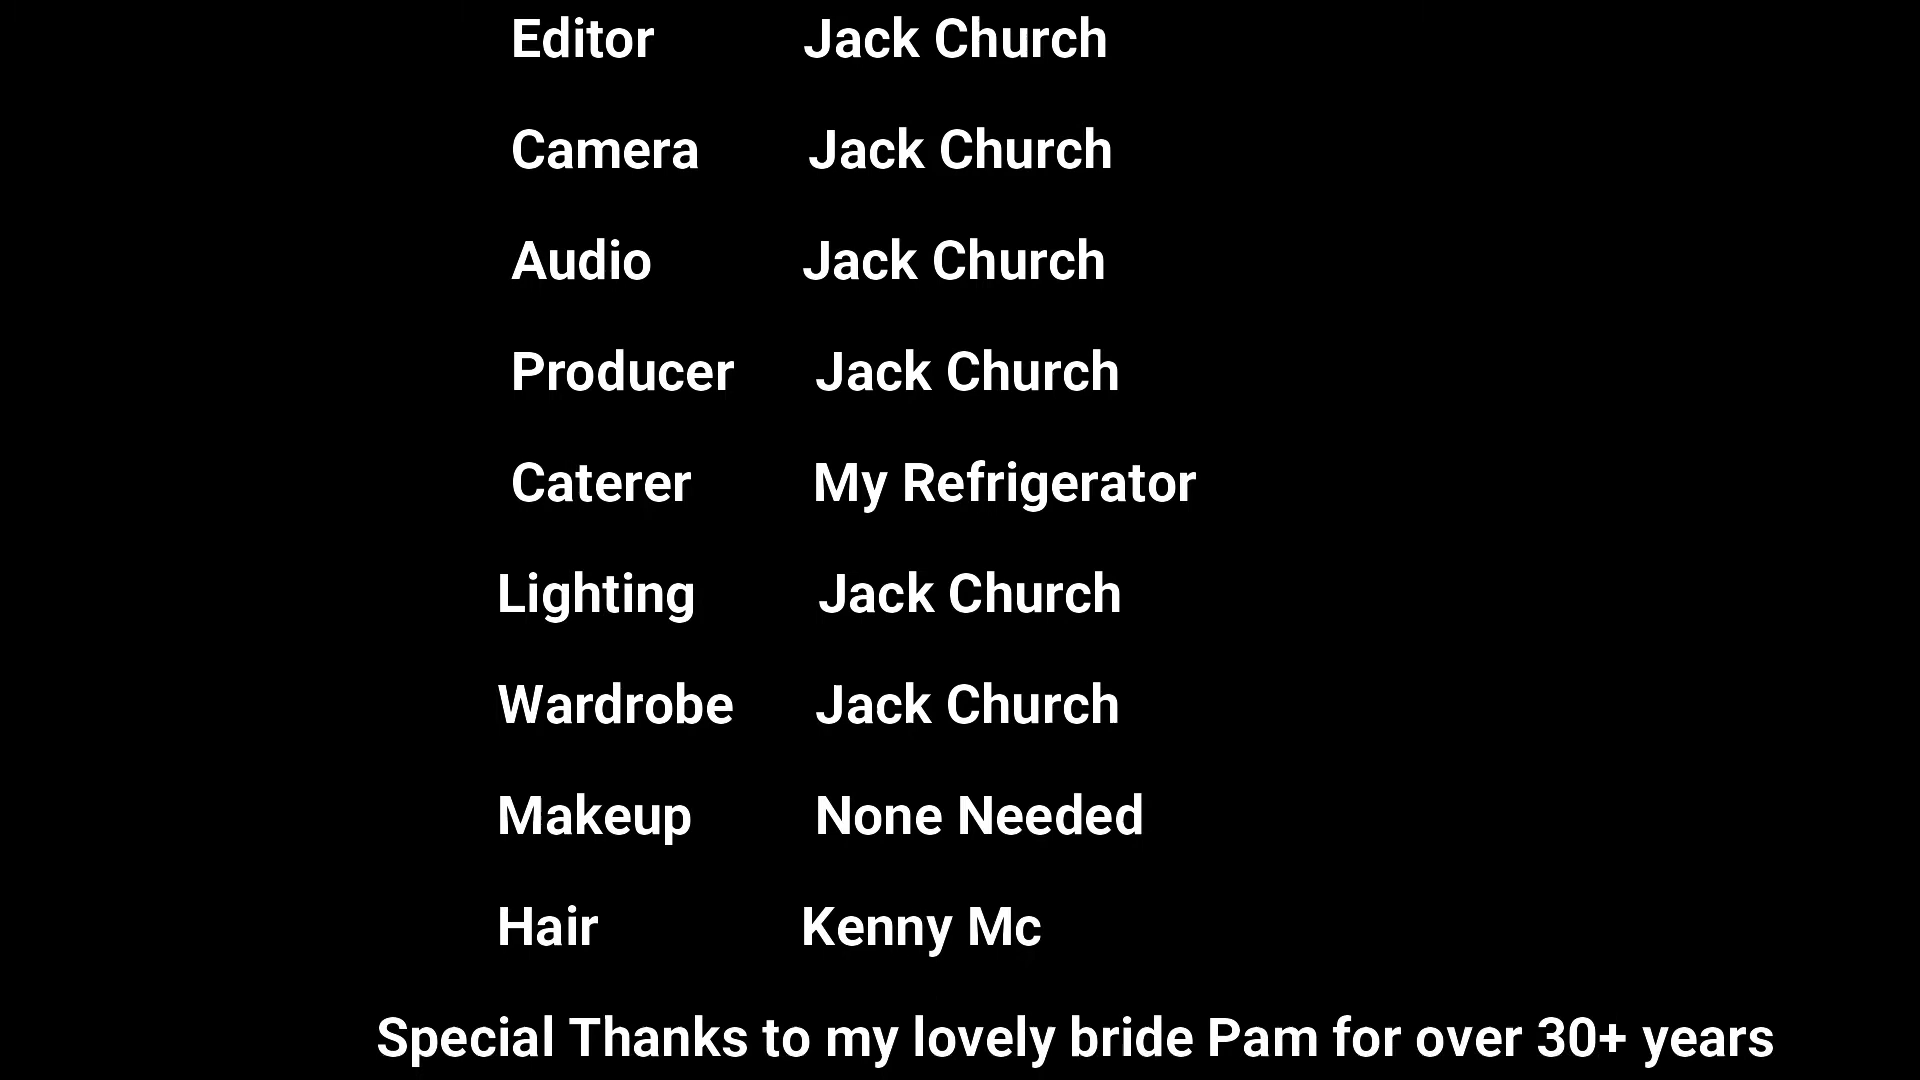 Editor Jack Church
Camera Jack Church
Audio Jack Church
Producer Jack Church
Caterer My Refrigerator
Lighting Jack Church
Wardrobe Jack Church
Makeup None Needed
Hair Kenny Mc
Special Thanks to my lovely bride Pam for over 30+ years